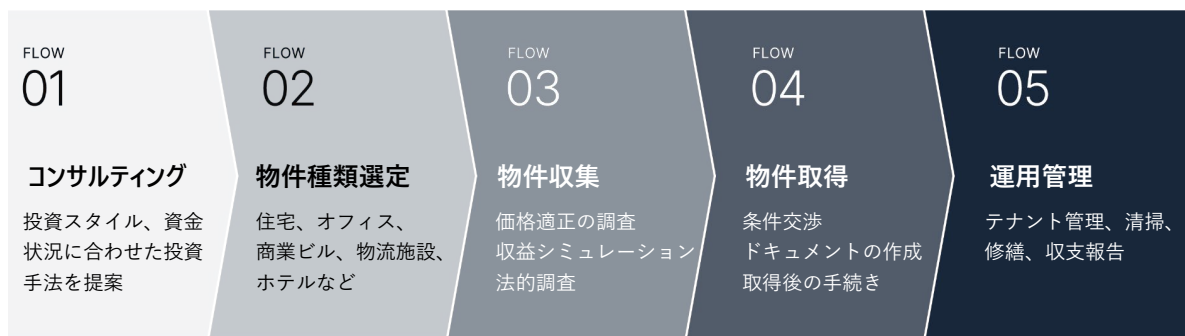 FLOW
01
コンサルティング
投資スタイル、資金
状況に合わせた投資
手法を提案
FLOW
02
物件種類選定
住宅、オフィス、
商業ビル、物流施設、
ホテルなど
FLOW
03
物件収集
価格適正の調査
収益シミュレーション
法的調査
FLOW
04
物件取得
条件交渉
ドキュメントの作成
取得後の手続き
FLOW
05
運用管理
テナント管理、清掃、
修繕、収支報告